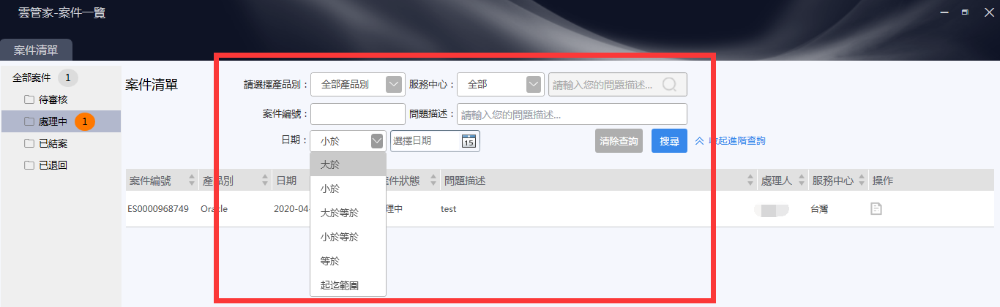 雲管家-案件一覽
案件清單
全部案件 1
待審核
處理中 1
已結案
已退回
案件清單
請選擇產品別： 全部產品別 服務中心： 全部 請輸入您的問題描述...
案件編號： 問題描述： 請輸入您的問題描述...
日期： 小於 選擇日期 15 清除查詢 搜尋 收起進階查詢
大於
小於
大於等於
小於等於
等於
起迄範圍
案件編號 產品別 日期 案件狀態 問題描述 處理人 服務中心 操作
ES0000968749 Oracle 2020-04- 理中 test 台灣